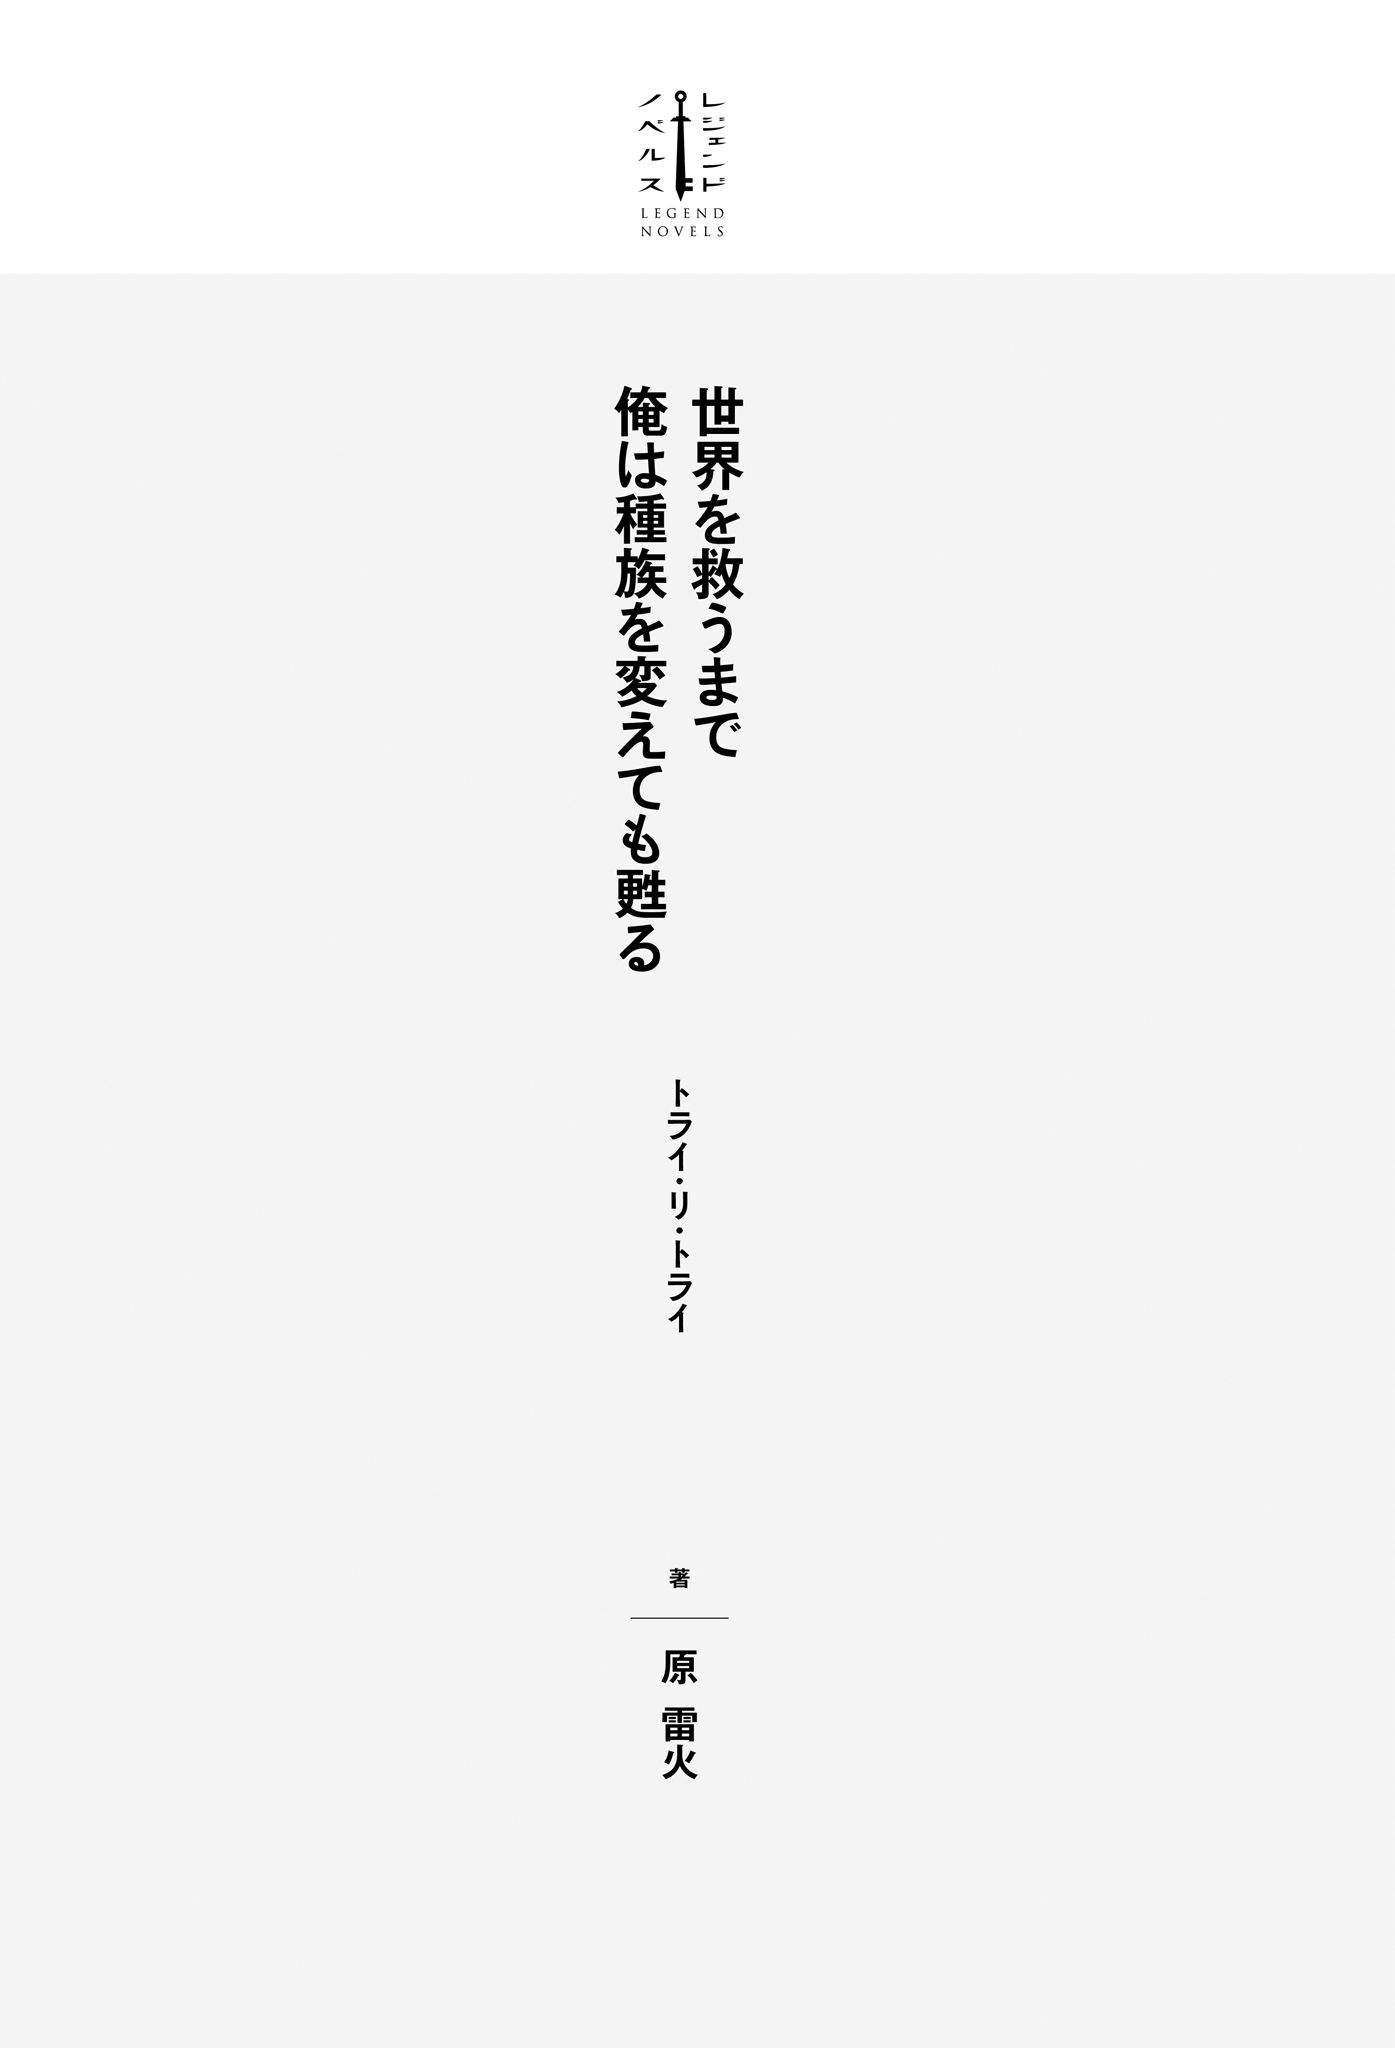 レジェンド
ノベルス
LEGEND
NOVELS
世界を救うまで
俺は種族を変えても甦る
トライ・リ・トライ
著
原 雷火